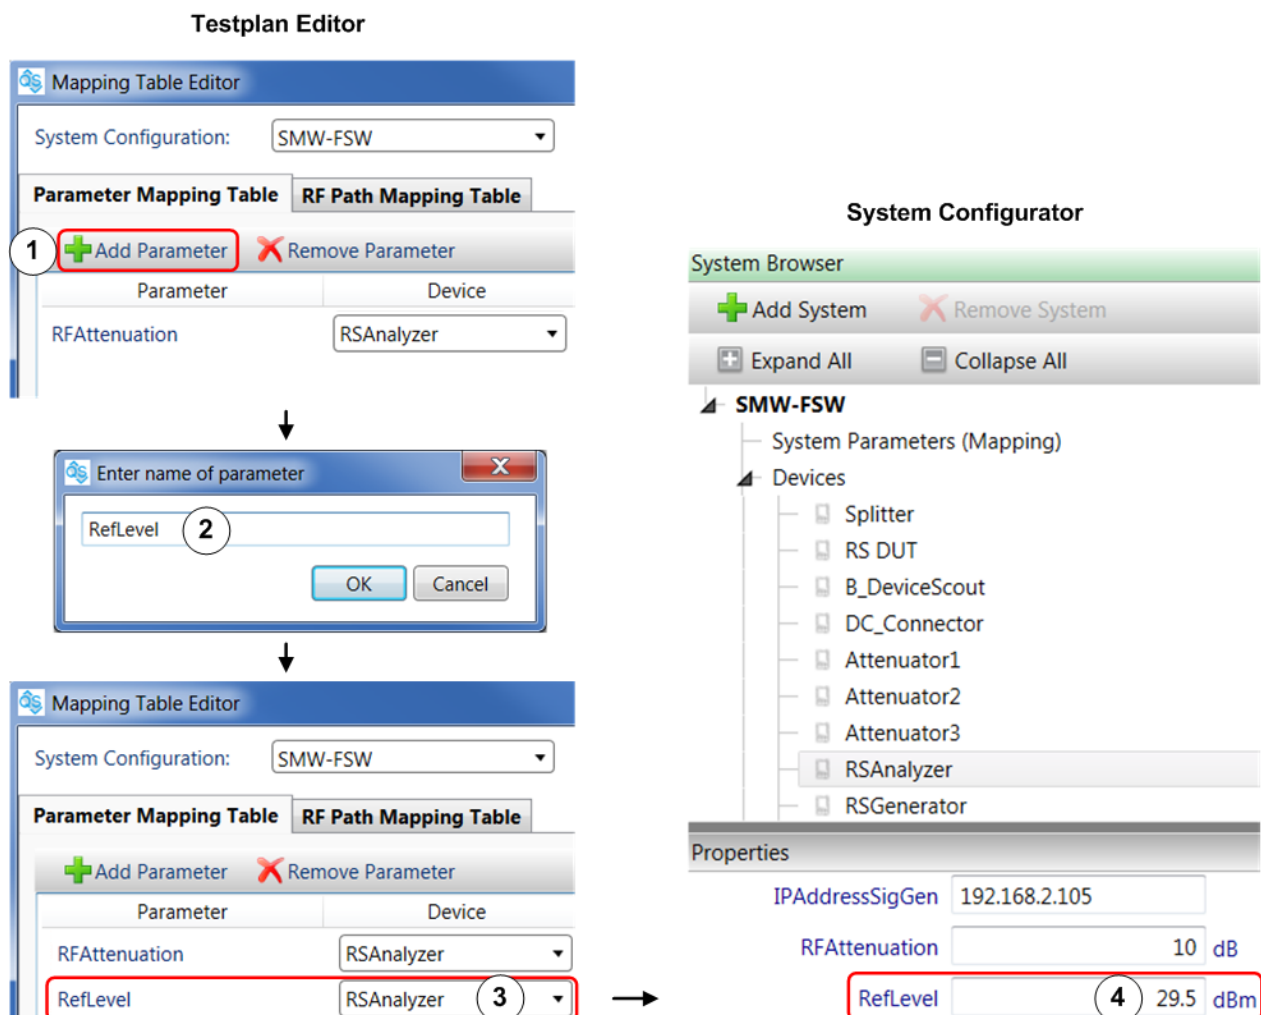 Testplan Editor
Mapping Table Editor
System Configuration: SMW-FSW
Parameter Mapping Table RF Path Mapping Table
1 Add Parameter Remove Parameter
Parameter Device
RFAttenuation RSAnalyzer
Enter name of parameter
RefLevel 2
OK Cancel
Mapping Table Editor
System Configuration: SMW-FSW
Parameter Mapping Table RF Path Mapping Table
Add Parameter Remove Parameter
Parameter Device
RFAttenuation RSAnalyzer
RefLevel RSAnalyzer 3
System Configurator
System Browser
Add System Remove System
Expand All Collapse All
SMW-FSW
System Parameters (Mapping)
Devices
Splitter
RS DUT
B_DeviceScout
DC_Connector
Attenuator1
Attenuator2
Attenuator3
RSAnalyzer
RSGenerator
Properties
IPAddressSigGen 192.168.2.105
RFAttenuation 10 dB
RefLevel 4 29.5 dBm